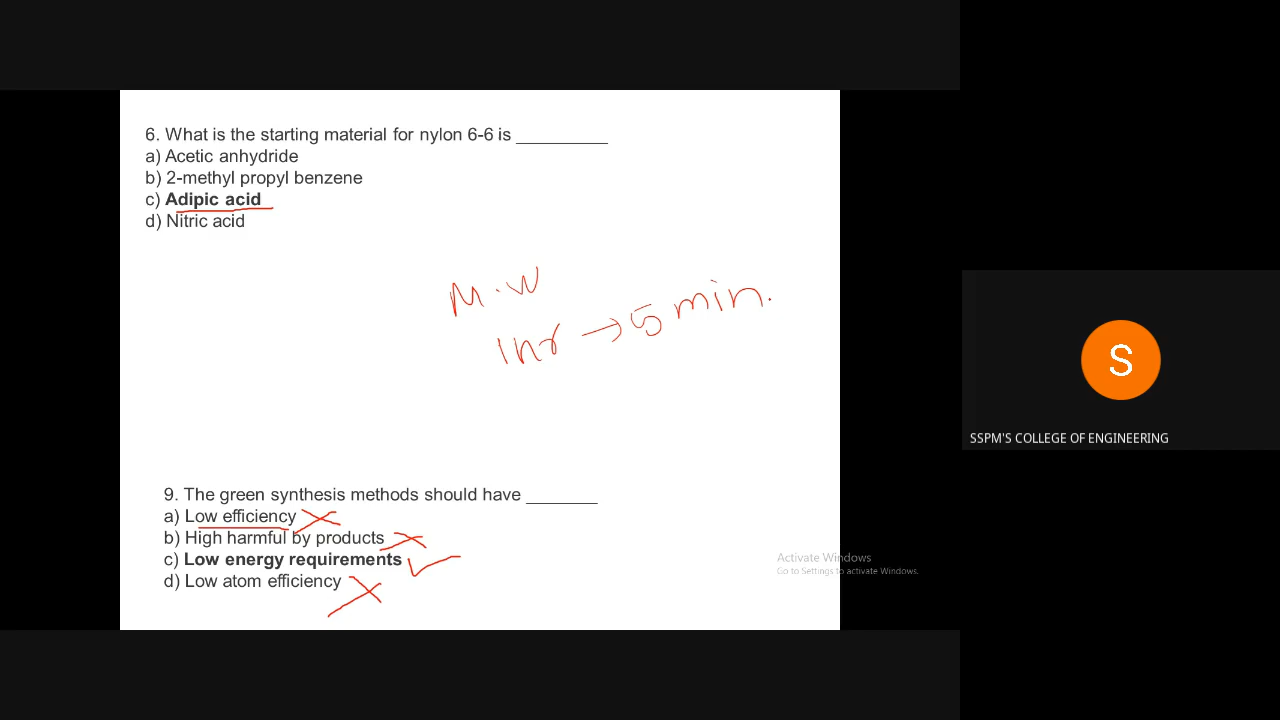 6. What is the starting material for nylon 6-6 is __________
a) Acetic anhydride
b) 2-methyl propyl benzene
c) Adipic acid
d) Nitric acid
M.W
1hr → 5 min.
S
SSPM'S COLLEGE OF ENGINEERING
9. The green synthesis methods should have ________
a) Low efficiency
b) High harmful by products
c) Low energy requirements
d) Low atom efficiency
Activate Windows
Go to Settings to activate Windows.